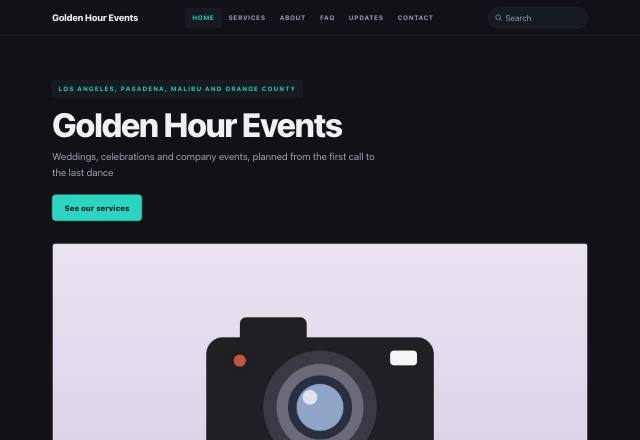 Golden Hour Events
HOME SERVICES ABOUT FAQ UPDATES CONTACT
Search
LOS ANGELES, PASADENA, MALIBU AND ORANGE COUNTY
Golden Hour Events
Weddings, celebrations and company events, planned from the first call to
the last dance
See our services